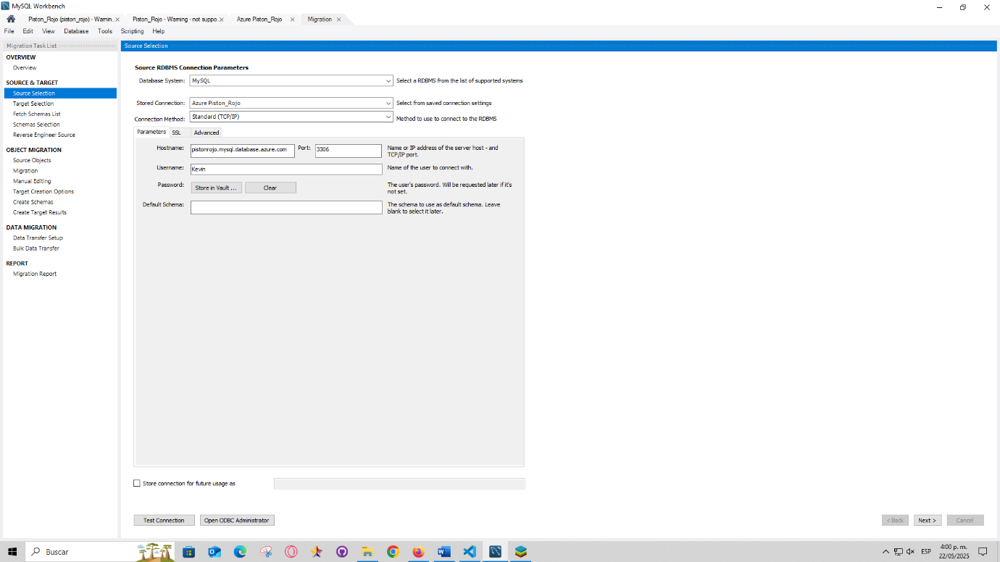 MySQL Workbench
Piston_Rojo (piston_rojo) - Warnin...
Piston_Rojo - Warning - not suppo...
Azure Piston_Rojo
Migration
File Edit View Database Tools Scripting Help
Migration Task List
OVERVIEW
Overview
SOURCE & TARGET
Source Selection
Target Selection
Fetch Schemas List
Schemas Selection
Reverse Engineer Source
OBJECT MIGRATION
Source Objects
Migration
Manual Editing
Target Creation Options
Create Schemas
Create Target Results
DATA MIGRATION
Data Transfer Setup
Bulk Data Transfer
REPORT
Migration Report
Source Selection
Source RDBMS Connection Parameters
Database System: MySQL Select a RDBMS from the list of supported systems
Stored Connection: Azure Piston_Rojo Select from saved connection settings
Connection Method: Standard (TCP/IP) Method to use to connect to the RDBMS
Parameters SSL Advanced
Hostname: pistonrojo.mysql.database.azure.com Port: 3306 Name or IP address of the server host - and
TCP/IP port.
Username: Kevin Name of the user to connect with.
Password: Store in Vault ... Clear The user's password. Will be requested later if it's
not set.
Default Schema: The schema to use as default schema. Leave
blank to select it later.
Store connection for future usage as
Test Connection Open ODBC Administrator < Back Next > Cancel
Buscar
ESP
4:00 p. m.
22/05/2025